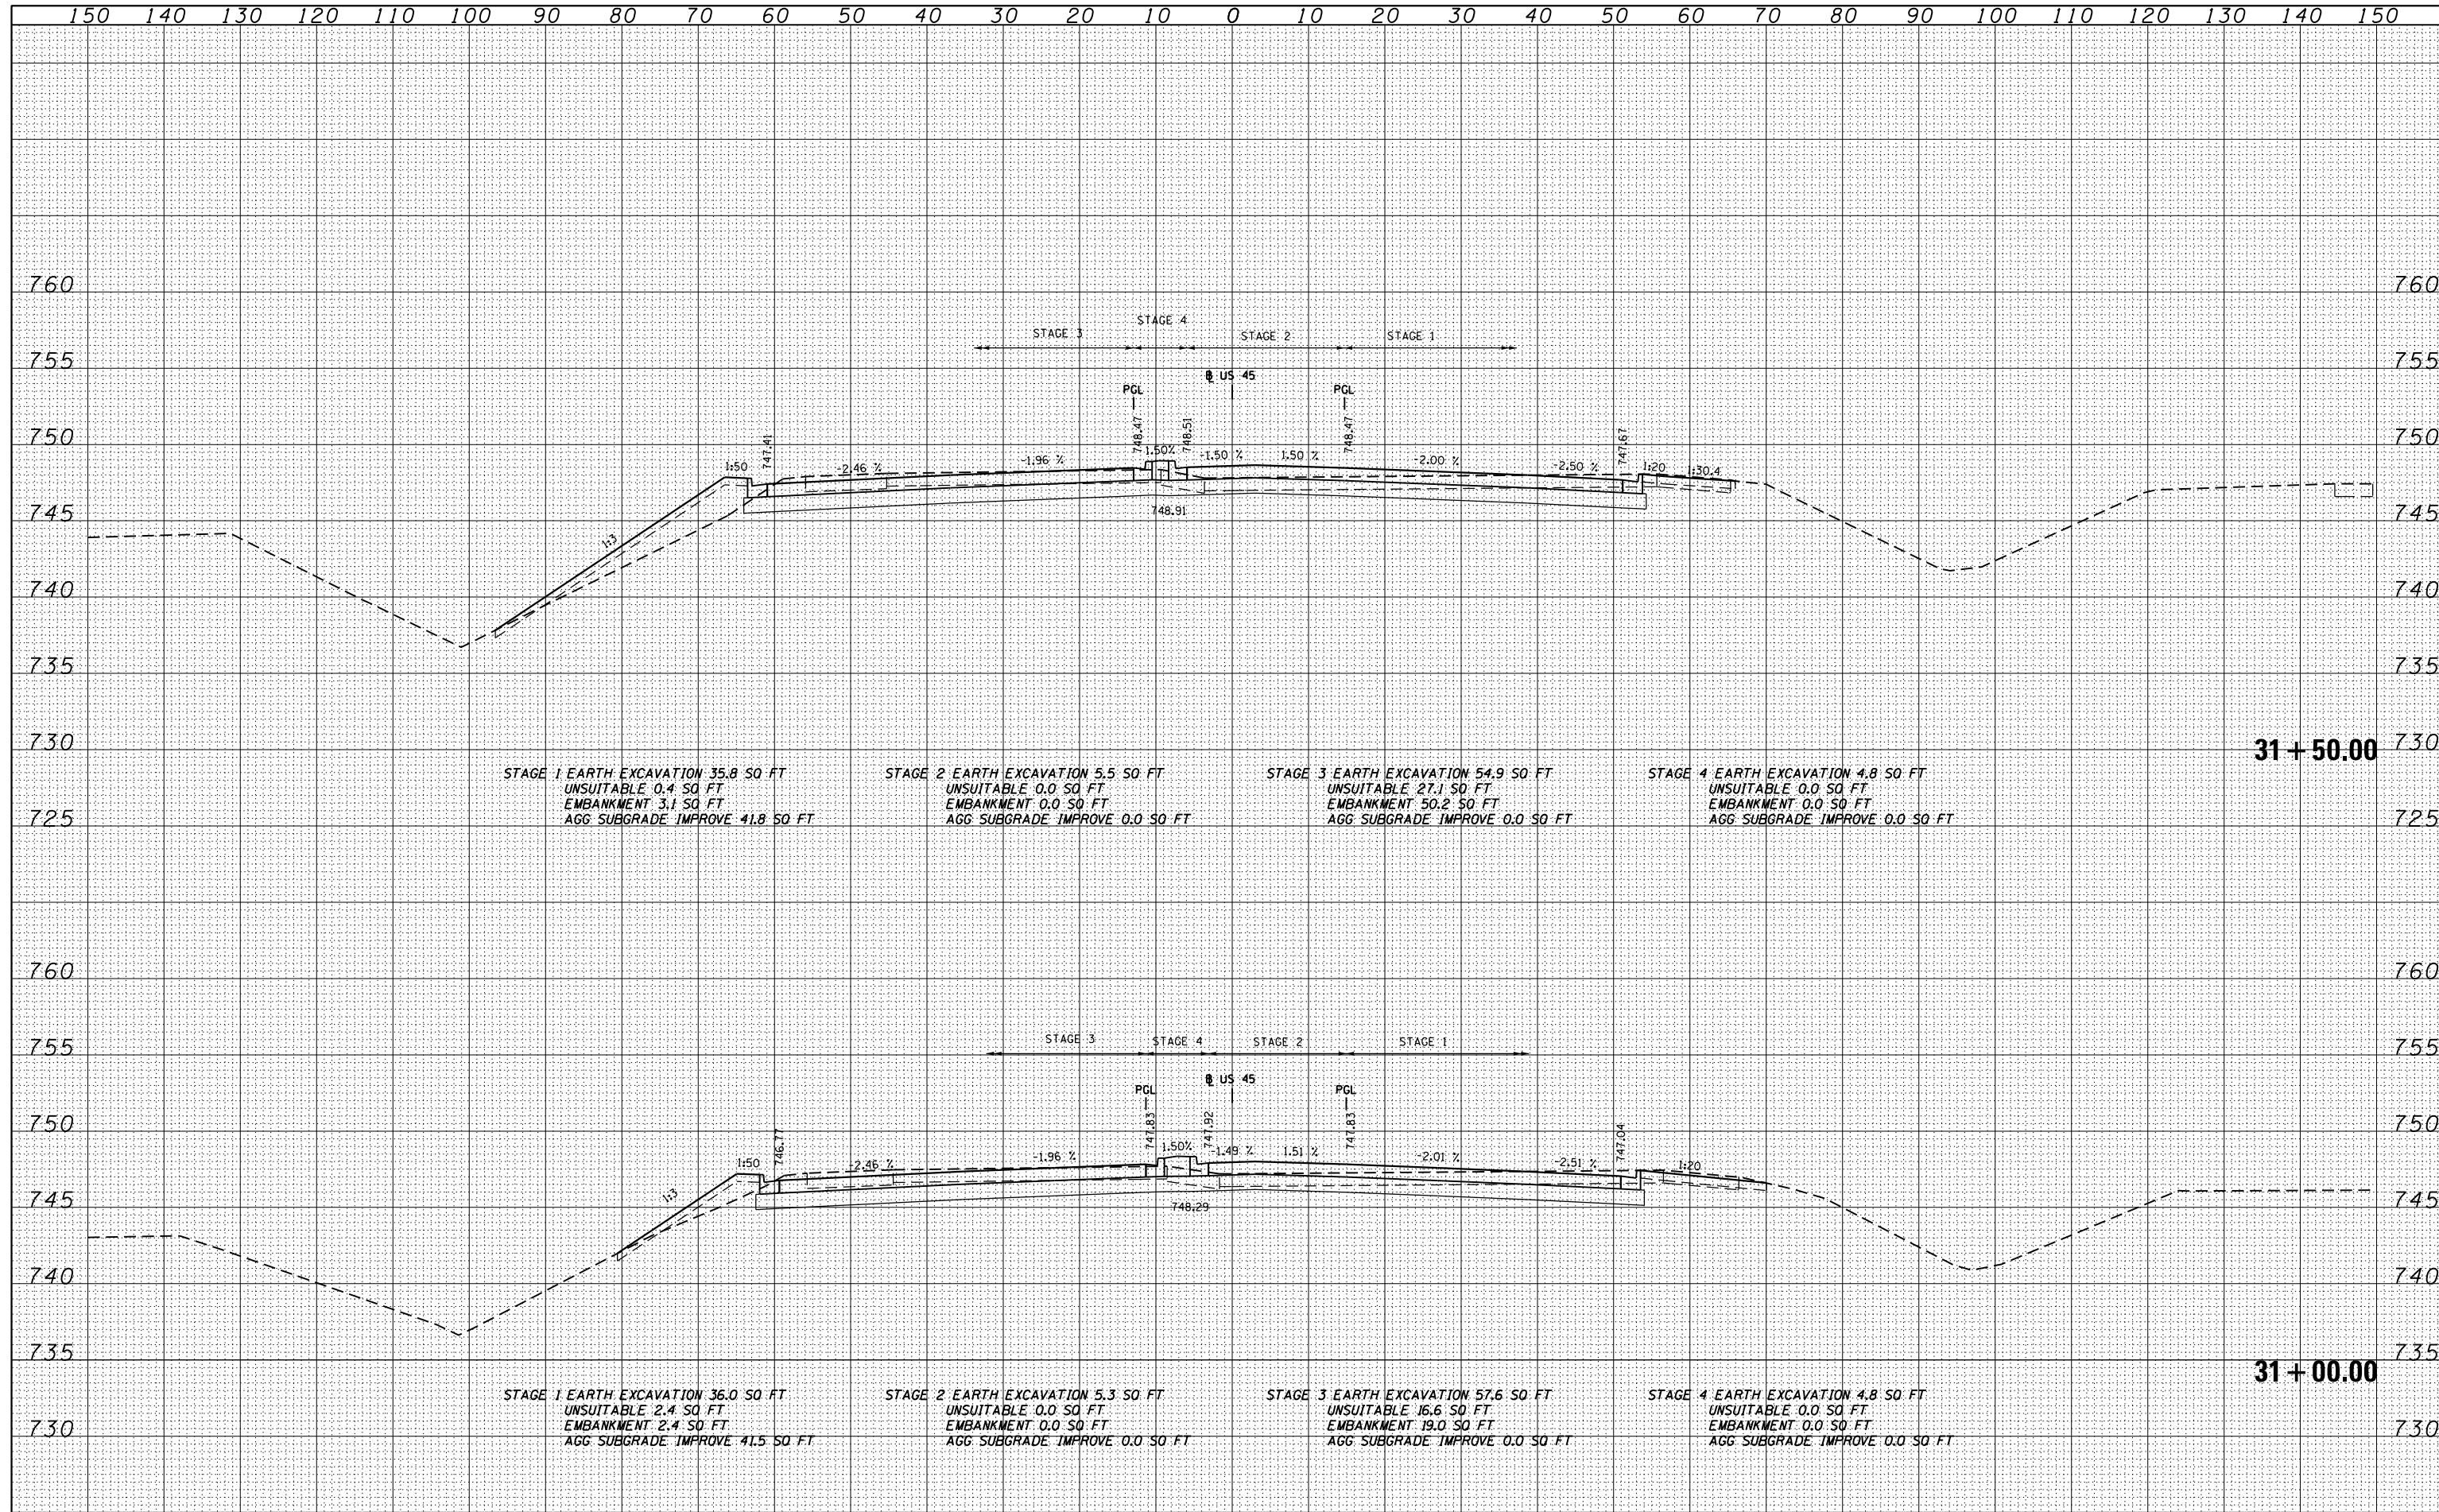 150 140 130 120 110 100 90 80 70 60 50 40 30 20 10 0 10 20 30 40 50 60 70 80 90 100 110 120 130 140 150
760 760
STAGE 4
STAGE 3 STAGE 2 STAGE 1
755 755
℄ US 45
PGL PGL
750 750
747.41 748.47 748.51 748.47 747.67
1:50 -2.46 % -1.96 % 1.50% -1.50 % 1.50 % -2.00 % -2.50 % 1:20 1:30.4
748.91
745 745
1:3
740 740
735 735
730 730
31+50.00
STAGE 1 EARTH EXCAVATION 35.8 SQ FT
UNSUITABLE 0.4 SQ FT
EMBANKMENT 3.1 SQ FT
AGG SUBGRADE IMPROVE 41.8 SQ FT
STAGE 2 EARTH EXCAVATION 5.5 SQ FT
UNSUITABLE 0.0 SQ FT
EMBANKMENT 0.0 SQ FT
AGG SUBGRADE IMPROVE 0.0 SQ FT
STAGE 3 EARTH EXCAVATION 54.9 SQ FT
UNSUITABLE 27.1 SQ FT
EMBANKMENT 50.2 SQ FT
AGG SUBGRADE IMPROVE 0.0 SQ FT
STAGE 4 EARTH EXCAVATION 4.8 SQ FT
UNSUITABLE 0.0 SQ FT
EMBANKMENT 0.0 SQ FT
AGG SUBGRADE IMPROVE 0.0 SQ FT
725 725
760 760
STAGE 3 STAGE 4 STAGE 2 STAGE 1
755 755
℄ US 45
PGL PGL
750 750
746.77 747.83 747.92 747.83 747.04
1:50 -2.46 % -1.96 % 1.50% -1.49 % 1.51 % -2.01 % -2.51 % 1:20
1:3
748.29
745 745
740 740
735 735
31+00.00
STAGE 1 EARTH EXCAVATION 36.0 SQ FT
UNSUITABLE 2.4 SQ FT
EMBANKMENT 2.4 SQ FT
AGG SUBGRADE IMPROVE 41.5 SQ FT
STAGE 2 EARTH EXCAVATION 5.3 SQ FT
UNSUITABLE 0.0 SQ FT
EMBANKMENT 0.0 SQ FT
AGG SUBGRADE IMPROVE 0.0 SQ FT
STAGE 3 EARTH EXCAVATION 57.6 SQ FT
UNSUITABLE 16.6 SQ FT
EMBANKMENT 19.0 SQ FT
AGG SUBGRADE IMPROVE 0.0 SQ FT
STAGE 4 EARTH EXCAVATION 4.8 SQ FT
UNSUITABLE 0.0 SQ FT
EMBANKMENT 0.0 SQ FT
AGG SUBGRADE IMPROVE 0.0 SQ FT
730 730